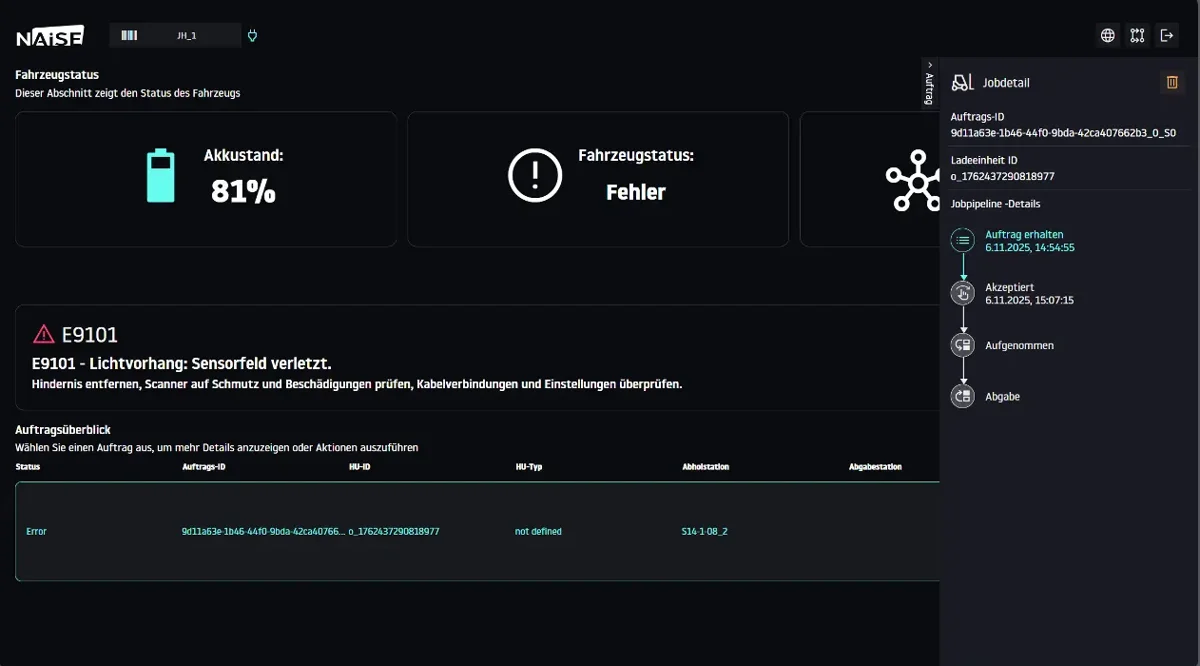 NAiSE
JH_1
Fahrzeugstatus
Dieser Abschnitt zeigt den Status des Fahrzeugs
Akkustand:
81%
Fahrzeugstatus:
Fehler
E9101
E9101 - Lichtvorhang: Sensorfeld verletzt.
Hindernis entfernen, Scanner auf Schmutz und Beschädigungen prüfen, Kabelverbindungen und Einstellungen überprüfen.
Auftragsüberblick
Wählen Sie einen Auftrag aus, um mehr Details anzuzeigen oder Aktionen auszuführen
Status Auftrags-ID HU-ID HU-Typ Abholstation Abgabestation
Error 9d11a63e-1b46-44f0-9bda-42ca40766... o_1762437290818977 not defined S14-1-08_2
> Auftrag
Jobdetail
Auftrags-ID
9d11a63e-1b46-44f0-9bda-42ca407662b3_0_S0
Ladeeinheit ID
o_1762437290818977
Jobpipeline -Details
Auftrag erhalten
6.11.2025, 14:54:55
Akzeptiert
6.11.2025, 15:07:15
Aufgenommen
Abgabe